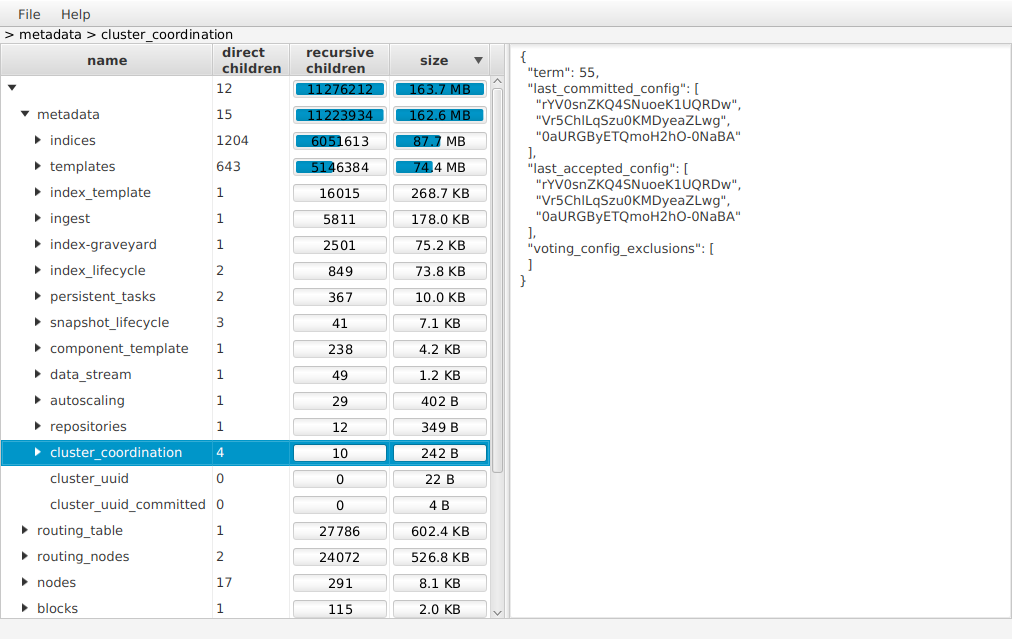 File Help
> metadata > cluster_coordination
name direct children recursive children size
12 11276212 163.7 MB
metadata 15 11223934 162.6 MB
indices 1204 6051613 87.7 MB
templates 643 5146384 74.4 MB
index_template 1 16015 268.7 KB
ingest 1 5811 178.0 KB
index-graveyard 1 2501 75.2 KB
index_lifecycle 2 849 73.8 KB
persistent_tasks 2 367 10.0 KB
snapshot_lifecycle 3 41 7.1 KB
component_template 1 238 4.2 KB
data_stream 1 49 1.2 KB
autoscaling 1 29 402 B
repositories 1 12 349 B
cluster_coordination 4 10 242 B
cluster_uuid 0 0 22 B
cluster_uuid_committed 0 0 4 B
routing_table 1 27786 602.4 KB
routing_nodes 2 24072 526.8 KB
nodes 17 291 8.1 KB
blocks 1 115 2.0 KB
{
"term": 55,
"last_committed_config": [
"rYV0snZKQ4SNuoeK1UQRDw",
"Vr5ChlLqSzu0KMDyeaZLwg",
"0aURGByETQmoH2hO-0NaBA"
],
"last_accepted_config": [
"rYV0snZKQ4SNuoeK1UQRDw",
"Vr5ChlLqSzu0KMDyeaZLwg",
"0aURGByETQmoH2hO-0NaBA"
],
"voting_config_exclusions": [
]
}